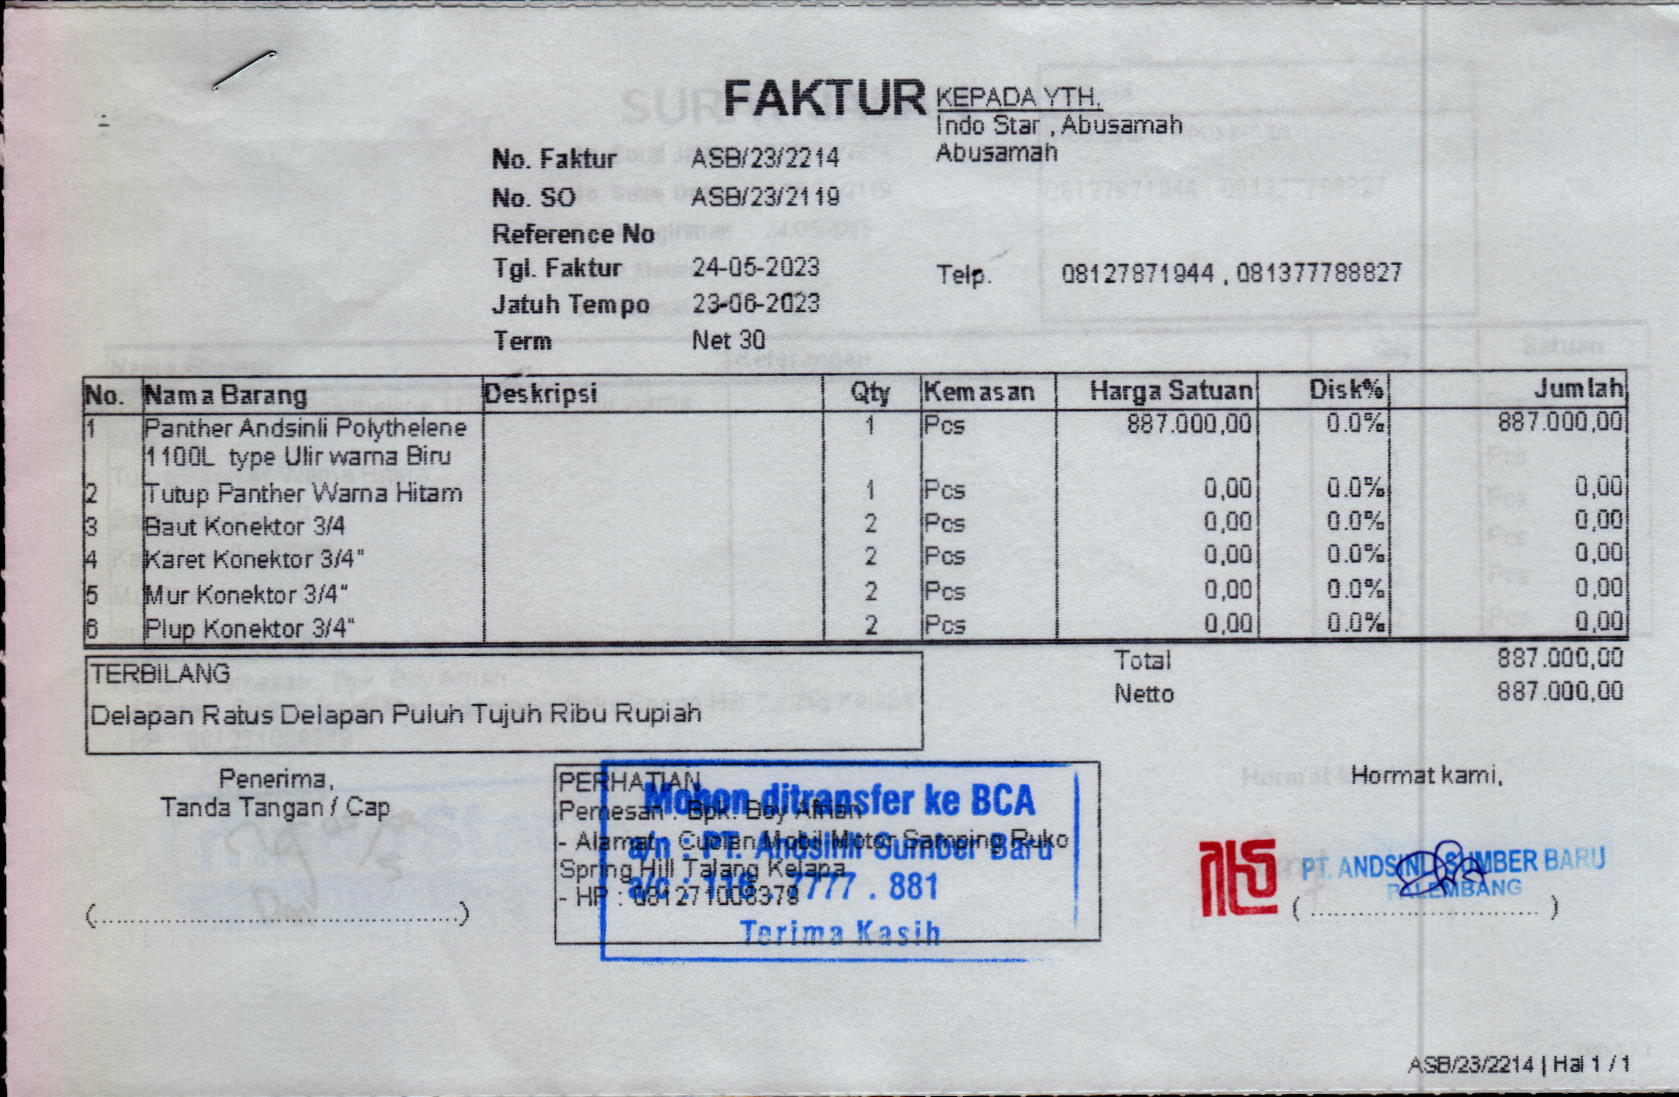 FAKTUR
KEPADA YTH.
Indo Star , Abusamah
Abusamah
No. Faktur ASB/23/2214
No. SO ASB/23/2119
Reference No
Tgl. Faktur 24-05-2023
Telp. 08127871944 , 081377788827
Jatuh Tempo 23-06-2023
Term Net 30
No. Nama Barang Deskripsi Qty Kemasan Harga Satuan Disk% Jumlah
1 Panther Andsinli Polythelene 1 Pcs 887.000,00 0.0% 887.000,00
1100L type Ulir warna Biru
2 Tutup Panther Warna Hitam 1 Pcs 0,00 0.0% 0,00
3 Baut Konektor 3/4 2 Pcs 0,00 0.0% 0,00
4 Karet Konektor 3/4" 2 Pcs 0,00 0.0% 0,00
5 Mur Konektor 3/4" 2 Pcs 0,00 0.0% 0,00
6 Plup Konektor 3/4" 2 Pcs 0,00 0.0% 0,00
Total 887.000,00
Netto 887.000,00
TERBILANG
Delapan Ratus Delapan Puluh Tujuh Ribu Rupiah
Penerima,
Tanda Tangan / Cap
(........................................................)
PERHATIAN
Pemesan : Bpk. Boy Afrian
- Alamat : Cucian Mobil Motor Samping Ruko
Spring Hill Talang Kelapa
- HP : 081271008379
Mohon ditransfer ke BCA
a/n : PT. Andsinli Sumber Baru
a/c : 7777 . 881
Terima Kasih
Hormat kami,
PT. ANDSINLI SUMBER BARU
PALEMBANG
( ................................... )
ASB/23/2214 | Hal 1 / 1